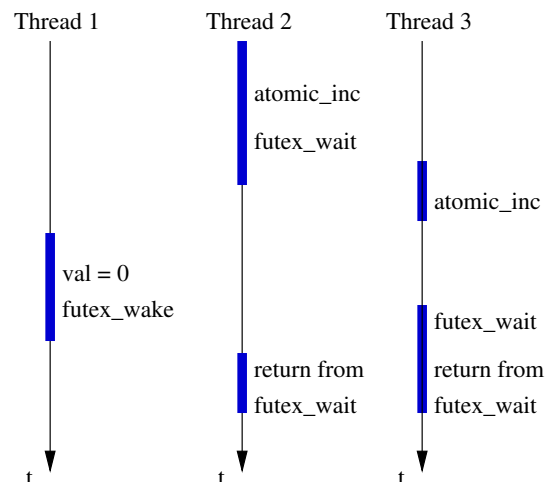 Thread 1
Thread 2
Thread 3
atomic_inc
futex_wait
atomic_inc
val = 0
futex_wake
futex_wait
return from
futex_wait
return from
futex_wait
t
t
t